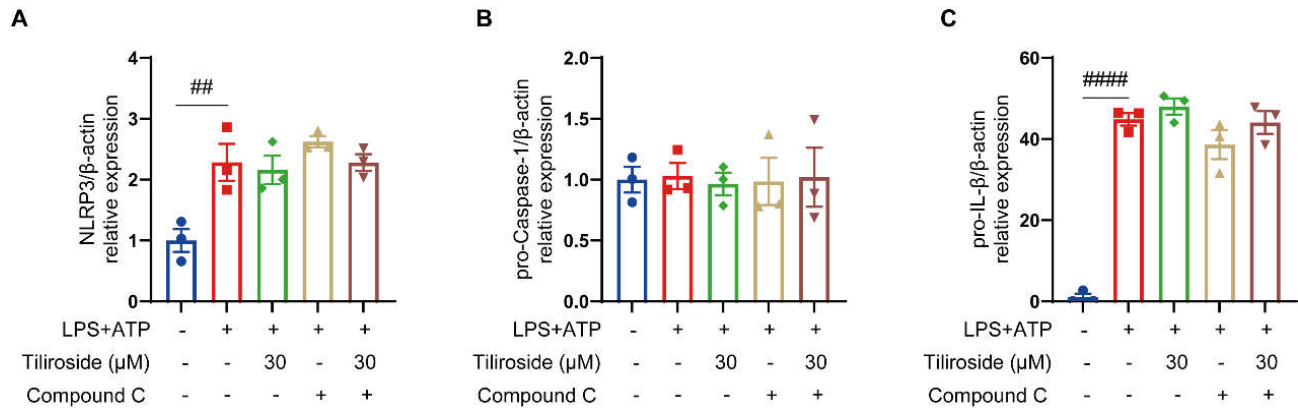 A
B
C
NLRP3/β-actin
relative expression
4
3
2
1
0
##
LPS+ATP - + + + +
Tiliroside (μM) - - 30 - 30
Compound C - - - + +
pro-Caspase-1/β-actin
relative expression
2.0
1.5
1.0
0.5
0.0
LPS+ATP - + + + +
Tiliroside (μM) - - 30 - 30
Compound C - - - + +
pro-IL-β/β-actin
relative expression
60
40
20
0
####
LPS+ATP - + + + +
Tiliroside (μM) - - 30 - 30
Compound C - - - + +